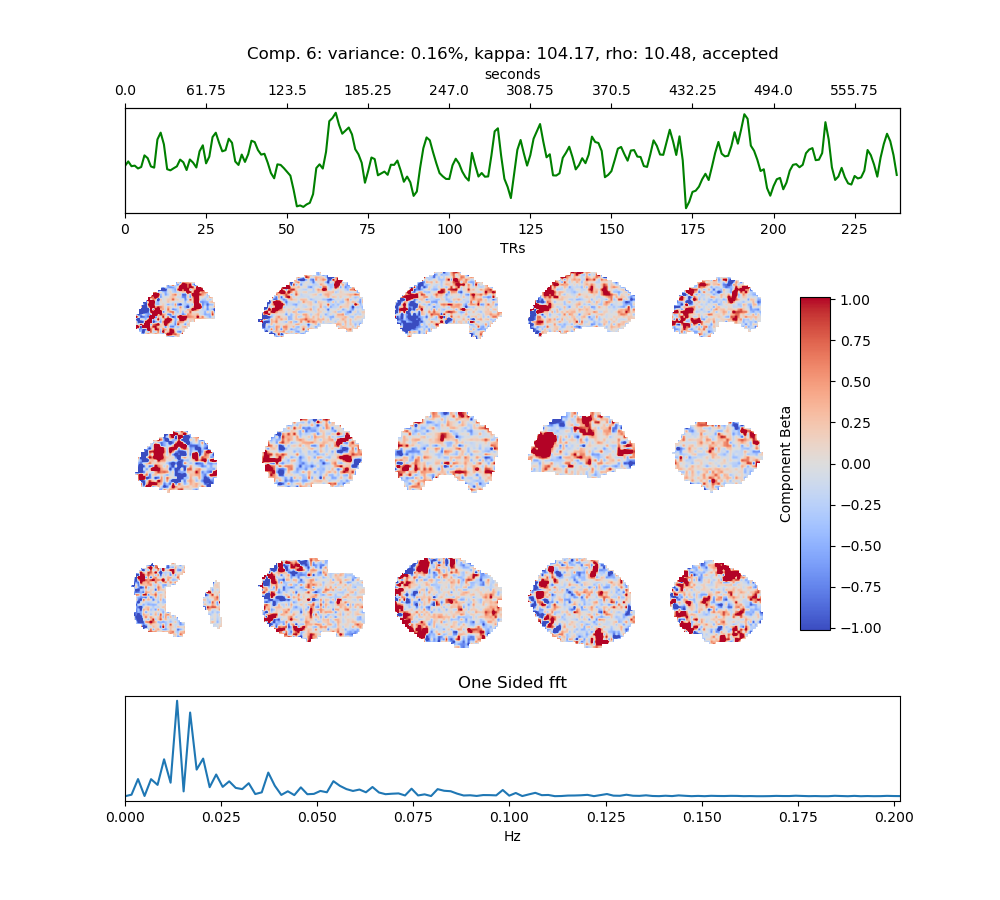 Comp. 6: variance: 0.16%, kappa: 104.17, rho: 10.48, accepted
seconds
0.0 61.75 123.5 185.25 247.0 308.75 370.5 432.25 494.0 555.75
0 25 50 75 100 125 150 175 200 225
TRs
1.00
0.75
0.50
0.25
0.00
−0.25
−0.50
−0.75
−1.00
Component Beta
One Sided fft
0.000 0.025 0.050 0.075 0.100 0.125 0.150 0.175 0.200
Hz